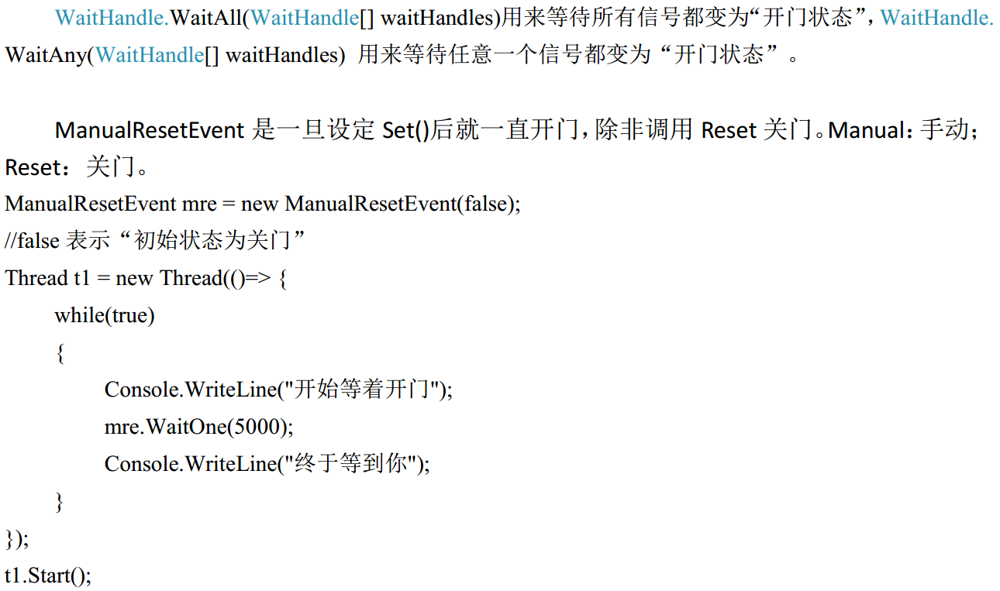 WaitHandle.WaitAll(WaitHandle[] waitHandles)用来等待所有信号都变为“开门状态”，WaitHandle.
WaitAny(WaitHandle[] waitHandles) 用来等待任意一个信号都变为“开门状态”。
ManualResetEvent 是一旦设定 Set()后就一直开门，除非调用 Reset 关门。Manual：手动；
Reset：关门。
ManualResetEvent mre = new ManualResetEvent(false);
//false 表示“初始状态为关门”
Thread t1 = new Thread(()=> {
while(true)
{
Console.WriteLine("开始等着开门");
mre.WaitOne(5000);
Console.WriteLine("终于等到你");
}
});
t1.Start();